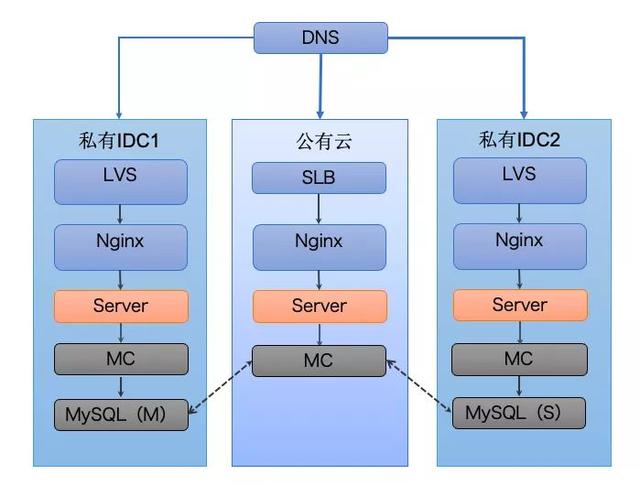 DNS
私有IDC1
LVS
Nginx
Server
MC
MySQL（M）
公有云
SLB
Nginx
Server
MC
私有IDC2
LVS
Nginx
Server
MC
MySQL（S）